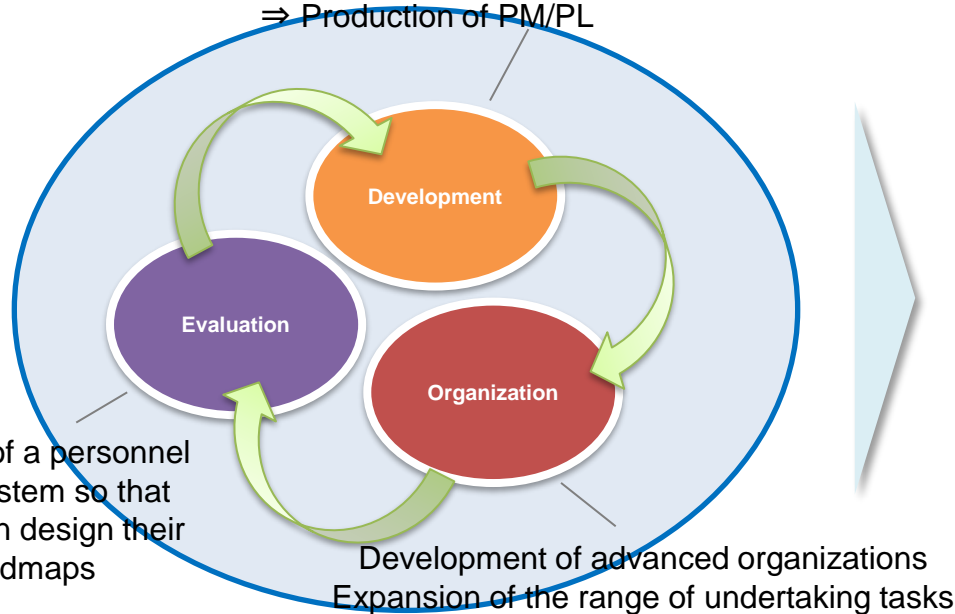 ⇒ Production of PM/PL
Development
Evaluation
Organization
of a personnel
stem so that
n design their
dmaps
Development of advanced organizations
Expansion of the range of undertaking tasks